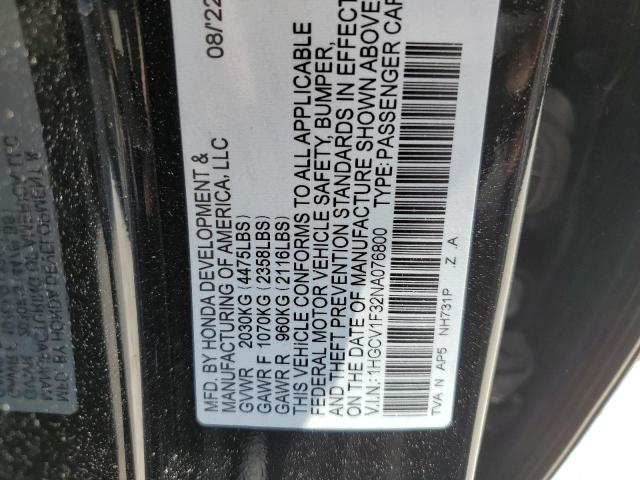 MFD. BY HONDA DEVELOPMENT & 08/22
MANUFACTURING OF AMERICA, LLC
GVWR 2030KG (4475LBS)
GAWR F 1070KG (2358LBS)
GAWR R 960KG (2116LBS)
THIS VEHICLE CONFORMS TO ALL APPLICABLE
FEDERAL MOTOR VEHICLE SAFETY, BUMPER,
AND THEFT PREVENTION STANDARDS IN EFFECT
ON THE DATE OF MANUFACTURE SHOWN ABOVE
V.I.N.: 1HGCV1F32NA076800 TYPE: PASSENGER CAR
TVA N AP5 NH731P Z A